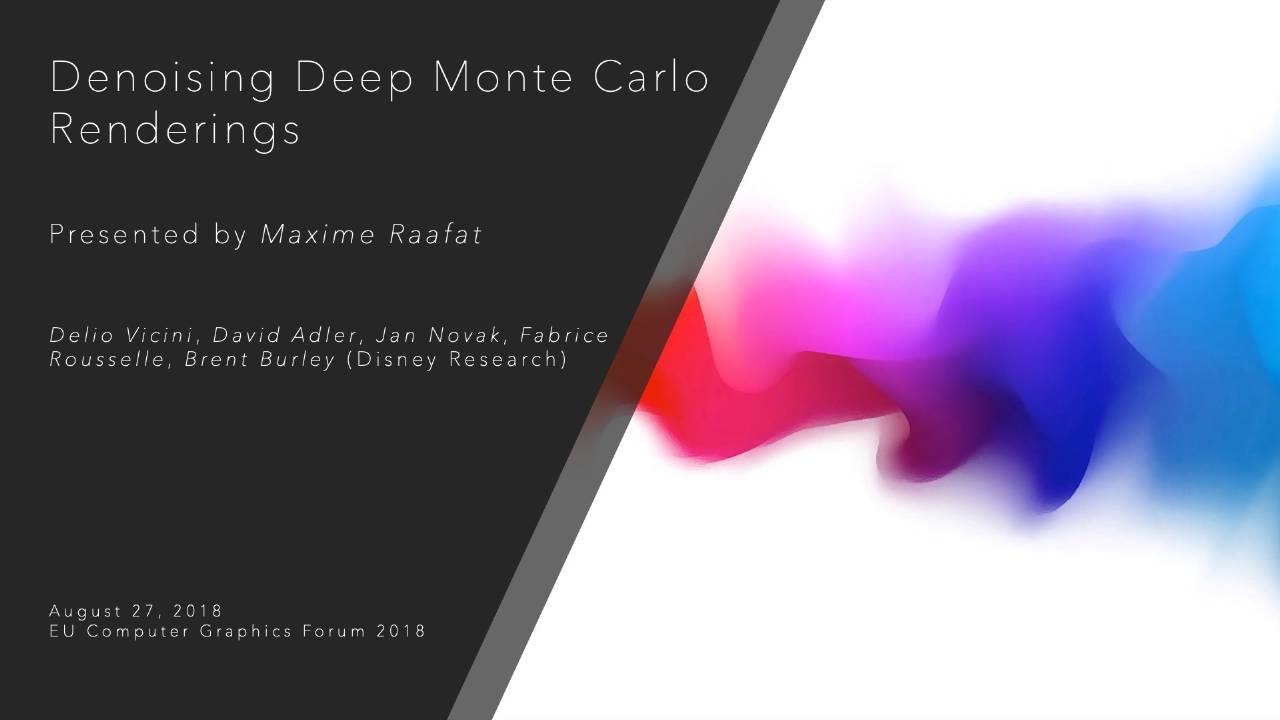 Denoising Deep Monte Carlo
Renderings
Presented by Maxime Raafat
Delio Vicini, David Adler, Jan Novak, Fabrice
Rousselle, Brent Burley (Disney Research)
August 27, 2018
EU Computer Graphics Forum 2018